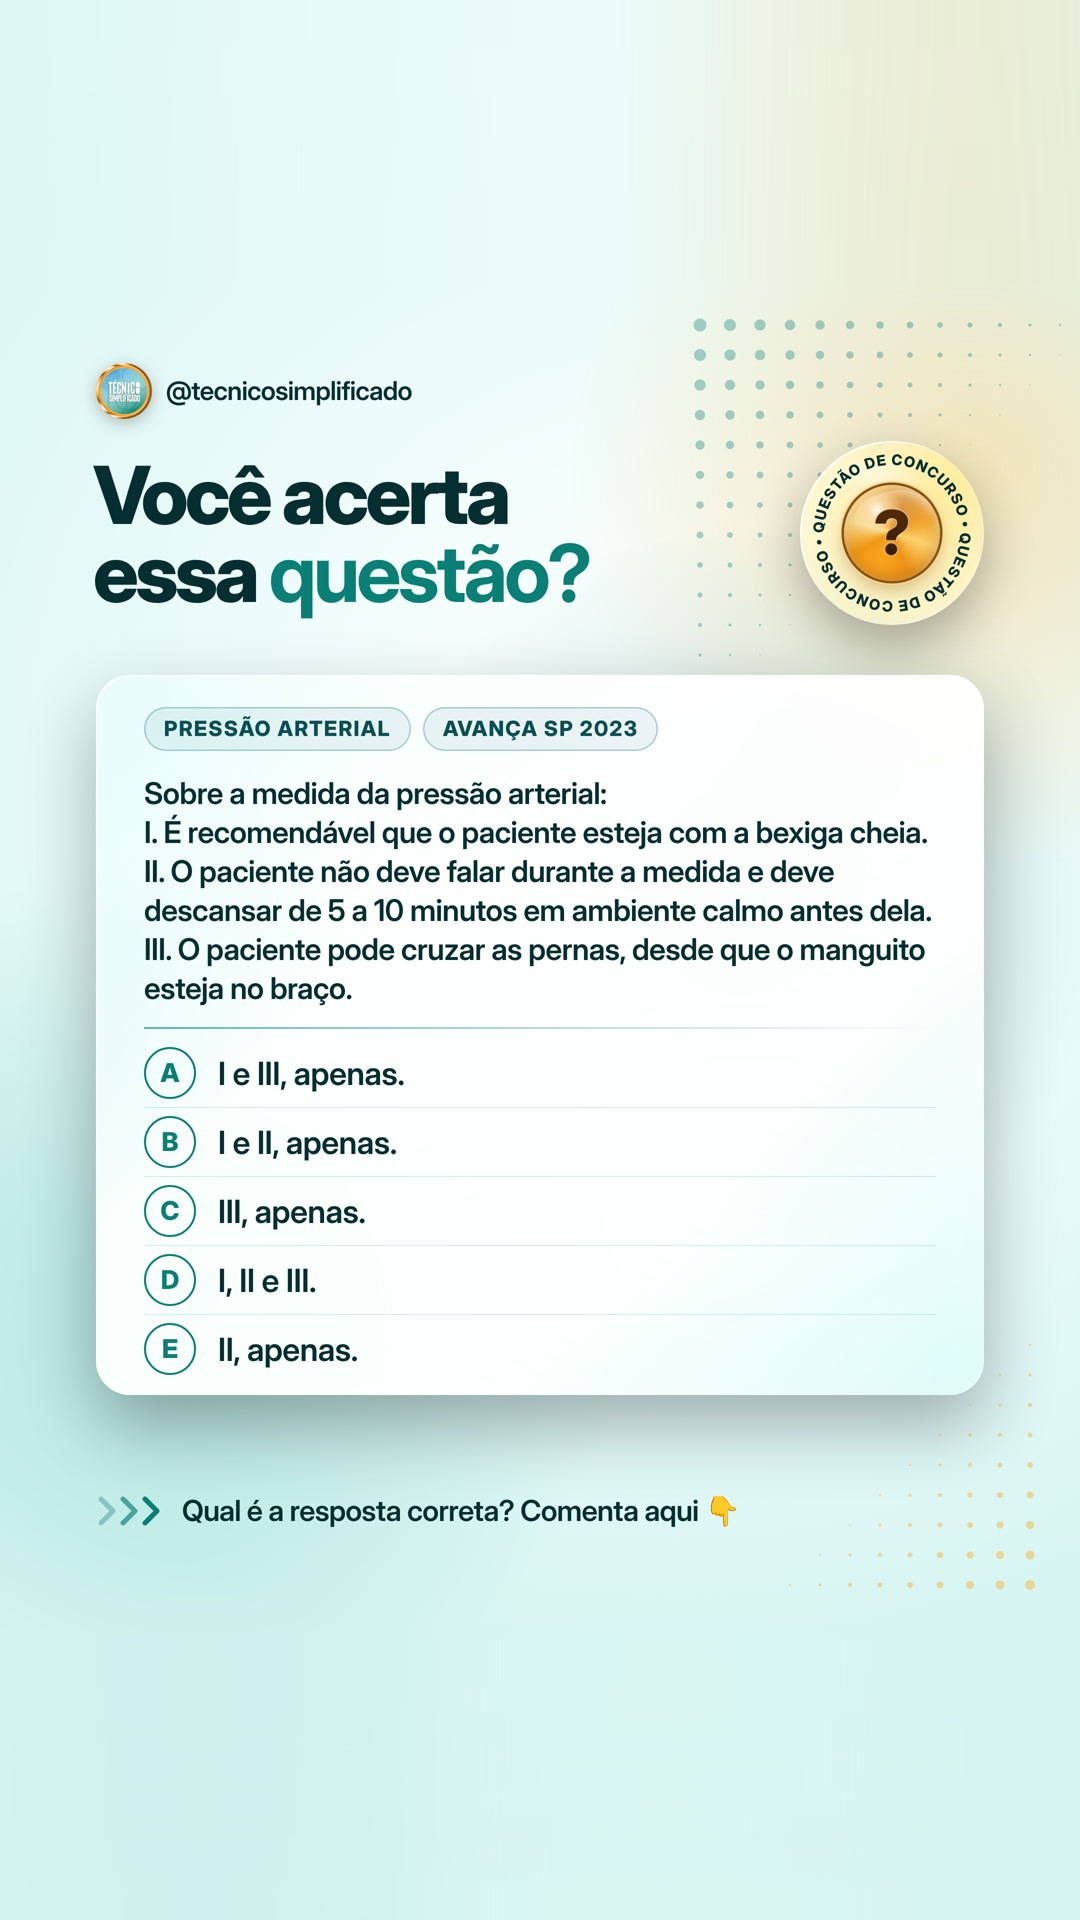 TÉCNICO
SIMPLIFICADO
@tecnicosimplificado
Você acerta
essa questão?
QUESTÃO DE CONCURSO • QUESTÃO DE CONCURSO •
?
PRESSÃO ARTERIAL
AVANÇA SP 2023
Sobre a medida da pressão arterial:
I. É recomendável que o paciente esteja com a bexiga cheia.
II. O paciente não deve falar durante a medida e deve
descansar de 5 a 10 minutos em ambiente calmo antes dela.
III. O paciente pode cruzar as pernas, desde que o manguito
esteja no braço.
A I e III, apenas.
B I e II, apenas.
C III, apenas.
D I, II e III.
E II, apenas.
Qual é a resposta correta? Comenta aqui 👇